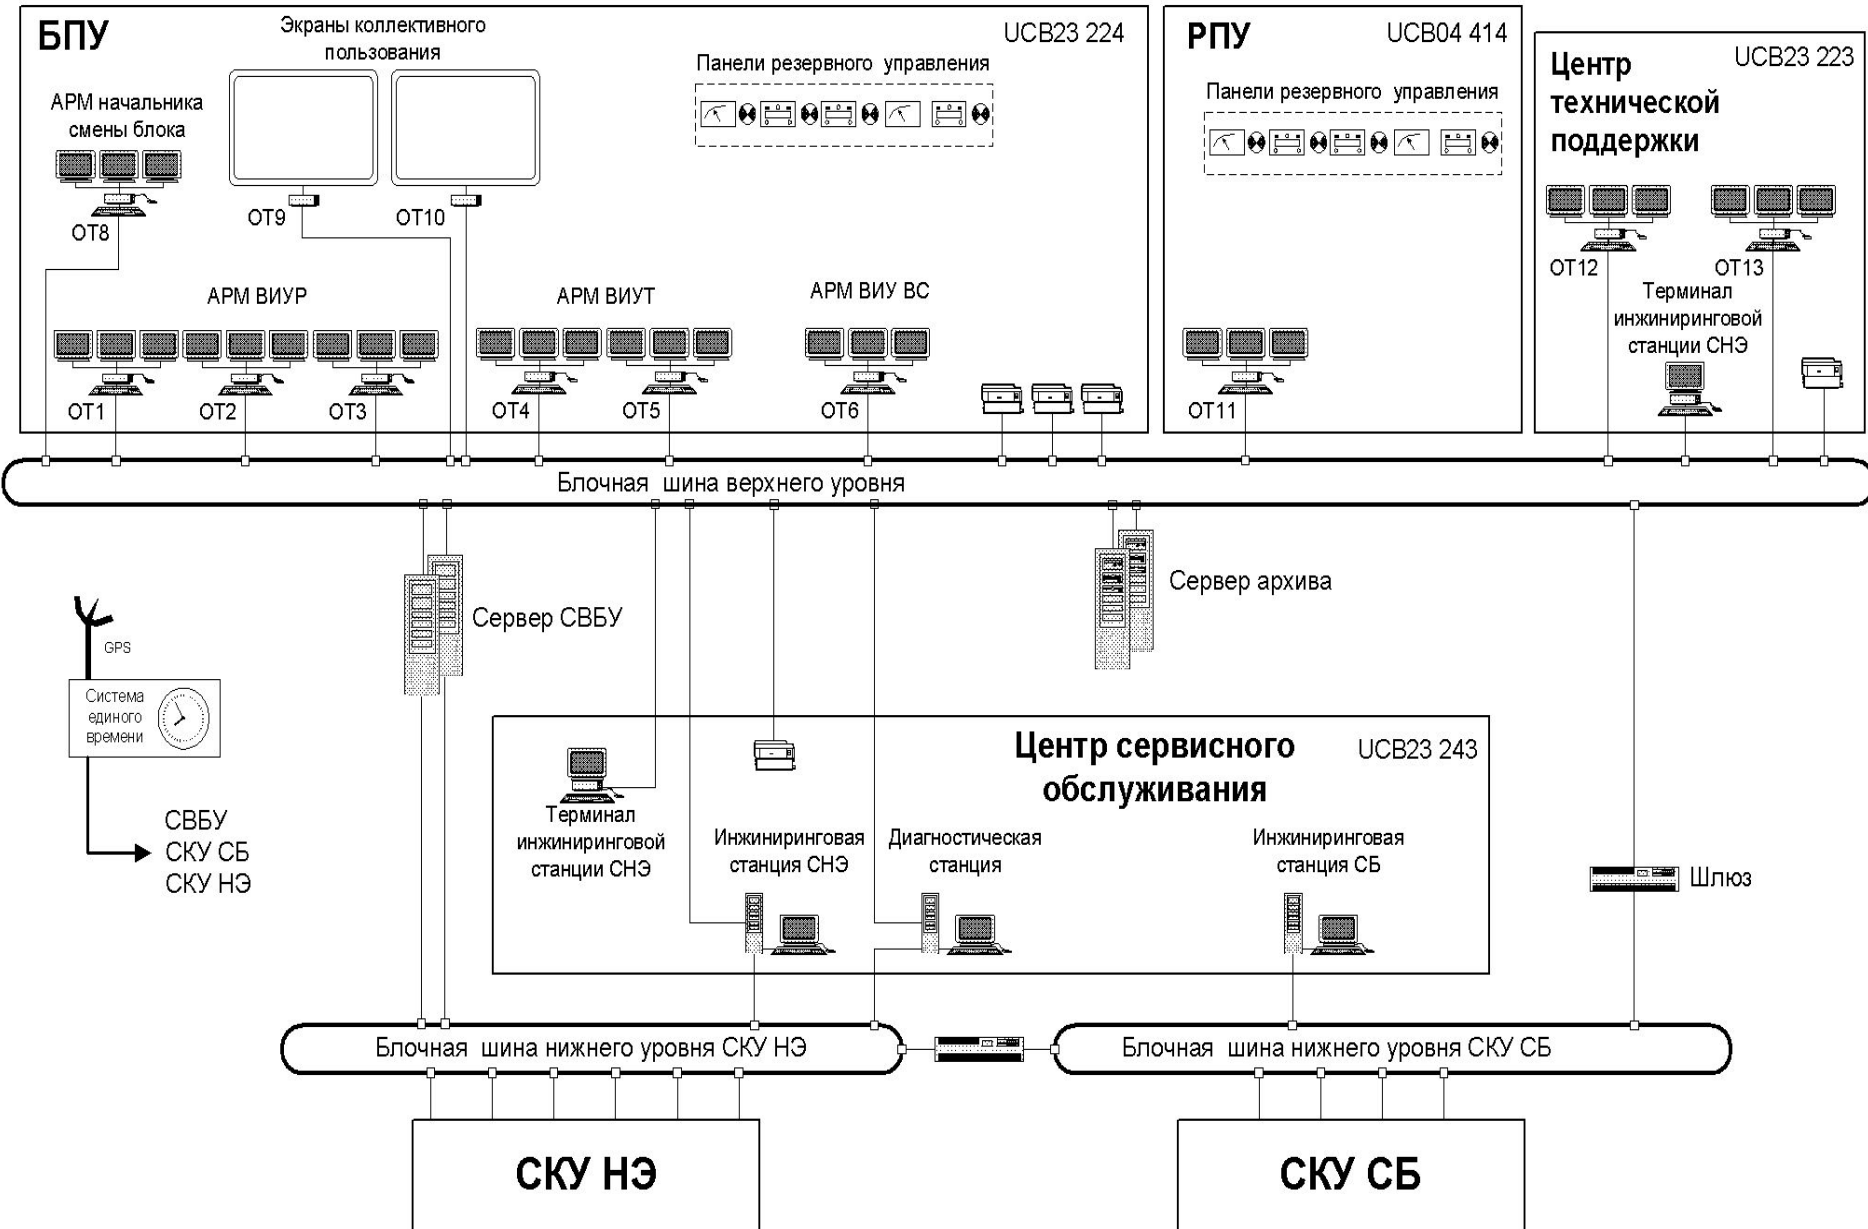 БПУ
Экраны коллективного
пользования
UCB23 224
Панели резервного управления
АРМ начальника
смены блока
ОТ8
ОТ9
ОТ10
АРМ ВИУР
АРМ ВИУТ
АРМ ВИУ ВС
ОТ1
ОТ2
ОТ3
ОТ4
ОТ5
ОТ6
РПУ
UCB04 414
Панели резервного управления
ОТ11
Центр
технической
поддержки
UCB23 223
ОТ12
ОТ13
Терминал
инжиниринговой
станции СНЭ
Блочная шина верхнего уровня
Сервер СВБУ
Сервер архива
GPS
Система
единого
времени
СВБУ
СКУ СБ
СКУ НЭ
Центр сервисного
обслуживания
UCB23 243
Терминал
инжиниринговой
станции СНЭ
Инжиниринговая
станция СНЭ
Диагностическая
станция
Инжиниринговая
станция СБ
Шлюз
Блочная шина нижнего уровня СКУ НЭ
Блочная шина нижнего уровня СКУ СБ
СКУ НЭ
СКУ СБ